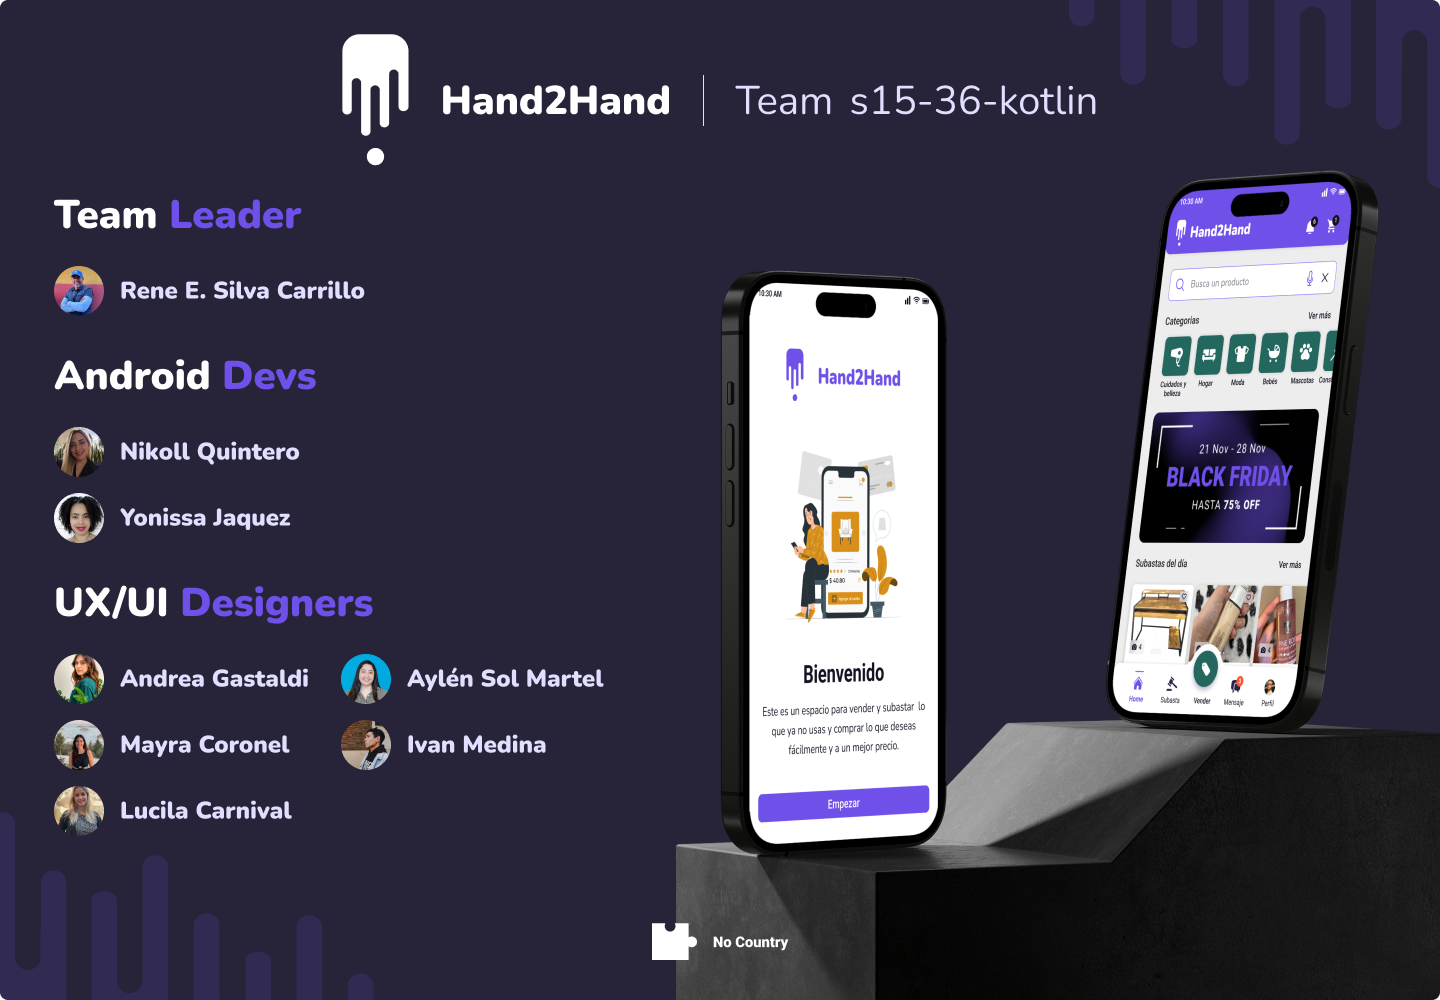 Hand2Hand
Team s15-36-kotlin
Team Leader
Rene E. Silva Carrillo
Android Devs
Nikoll Quintero
Yonissa Jaquez
UX/UI Designers
Andrea Gastaldi
Aylén Sol Martel
Mayra Coronel
Ivan Medina
Lucila Carnival
10:30 AM
Hand2Hand
$ 40.80
Bienvenido
Este es un espacio para vender y subastar lo
que ya no usas y comprar lo que deseas
fácilmente y a un mejor precio.
Empezar
10:30 AM
Hand2Hand
Busca un producto
X
Categorias
Ver más
Cuidados y
belleza
Hogar
Moda
Bebés
Mascotas
Cons
21 Nov - 28 Nov
BLACK FRIDAY
HASTA 75% OFF
Subastas del día
Ver más
4
4
Home
Subasta
Vender
Mensaje
Perfil
No Country